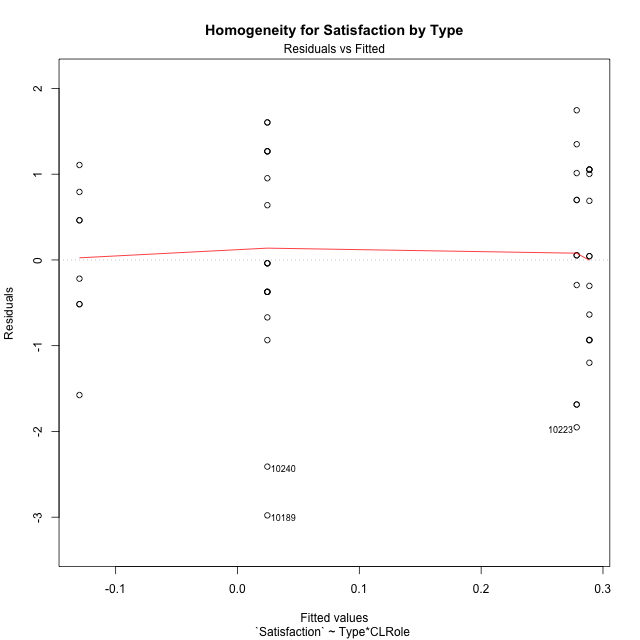 Homogeneity for Satisfaction by Type
Residuals vs Fitted
2
1
0
-1
-2
-3
Residuals
10223
10240
10189
-0.1 0.0 0.1 0.2 0.3
Fitted values
`Satisfaction` ~ Type*CLRole